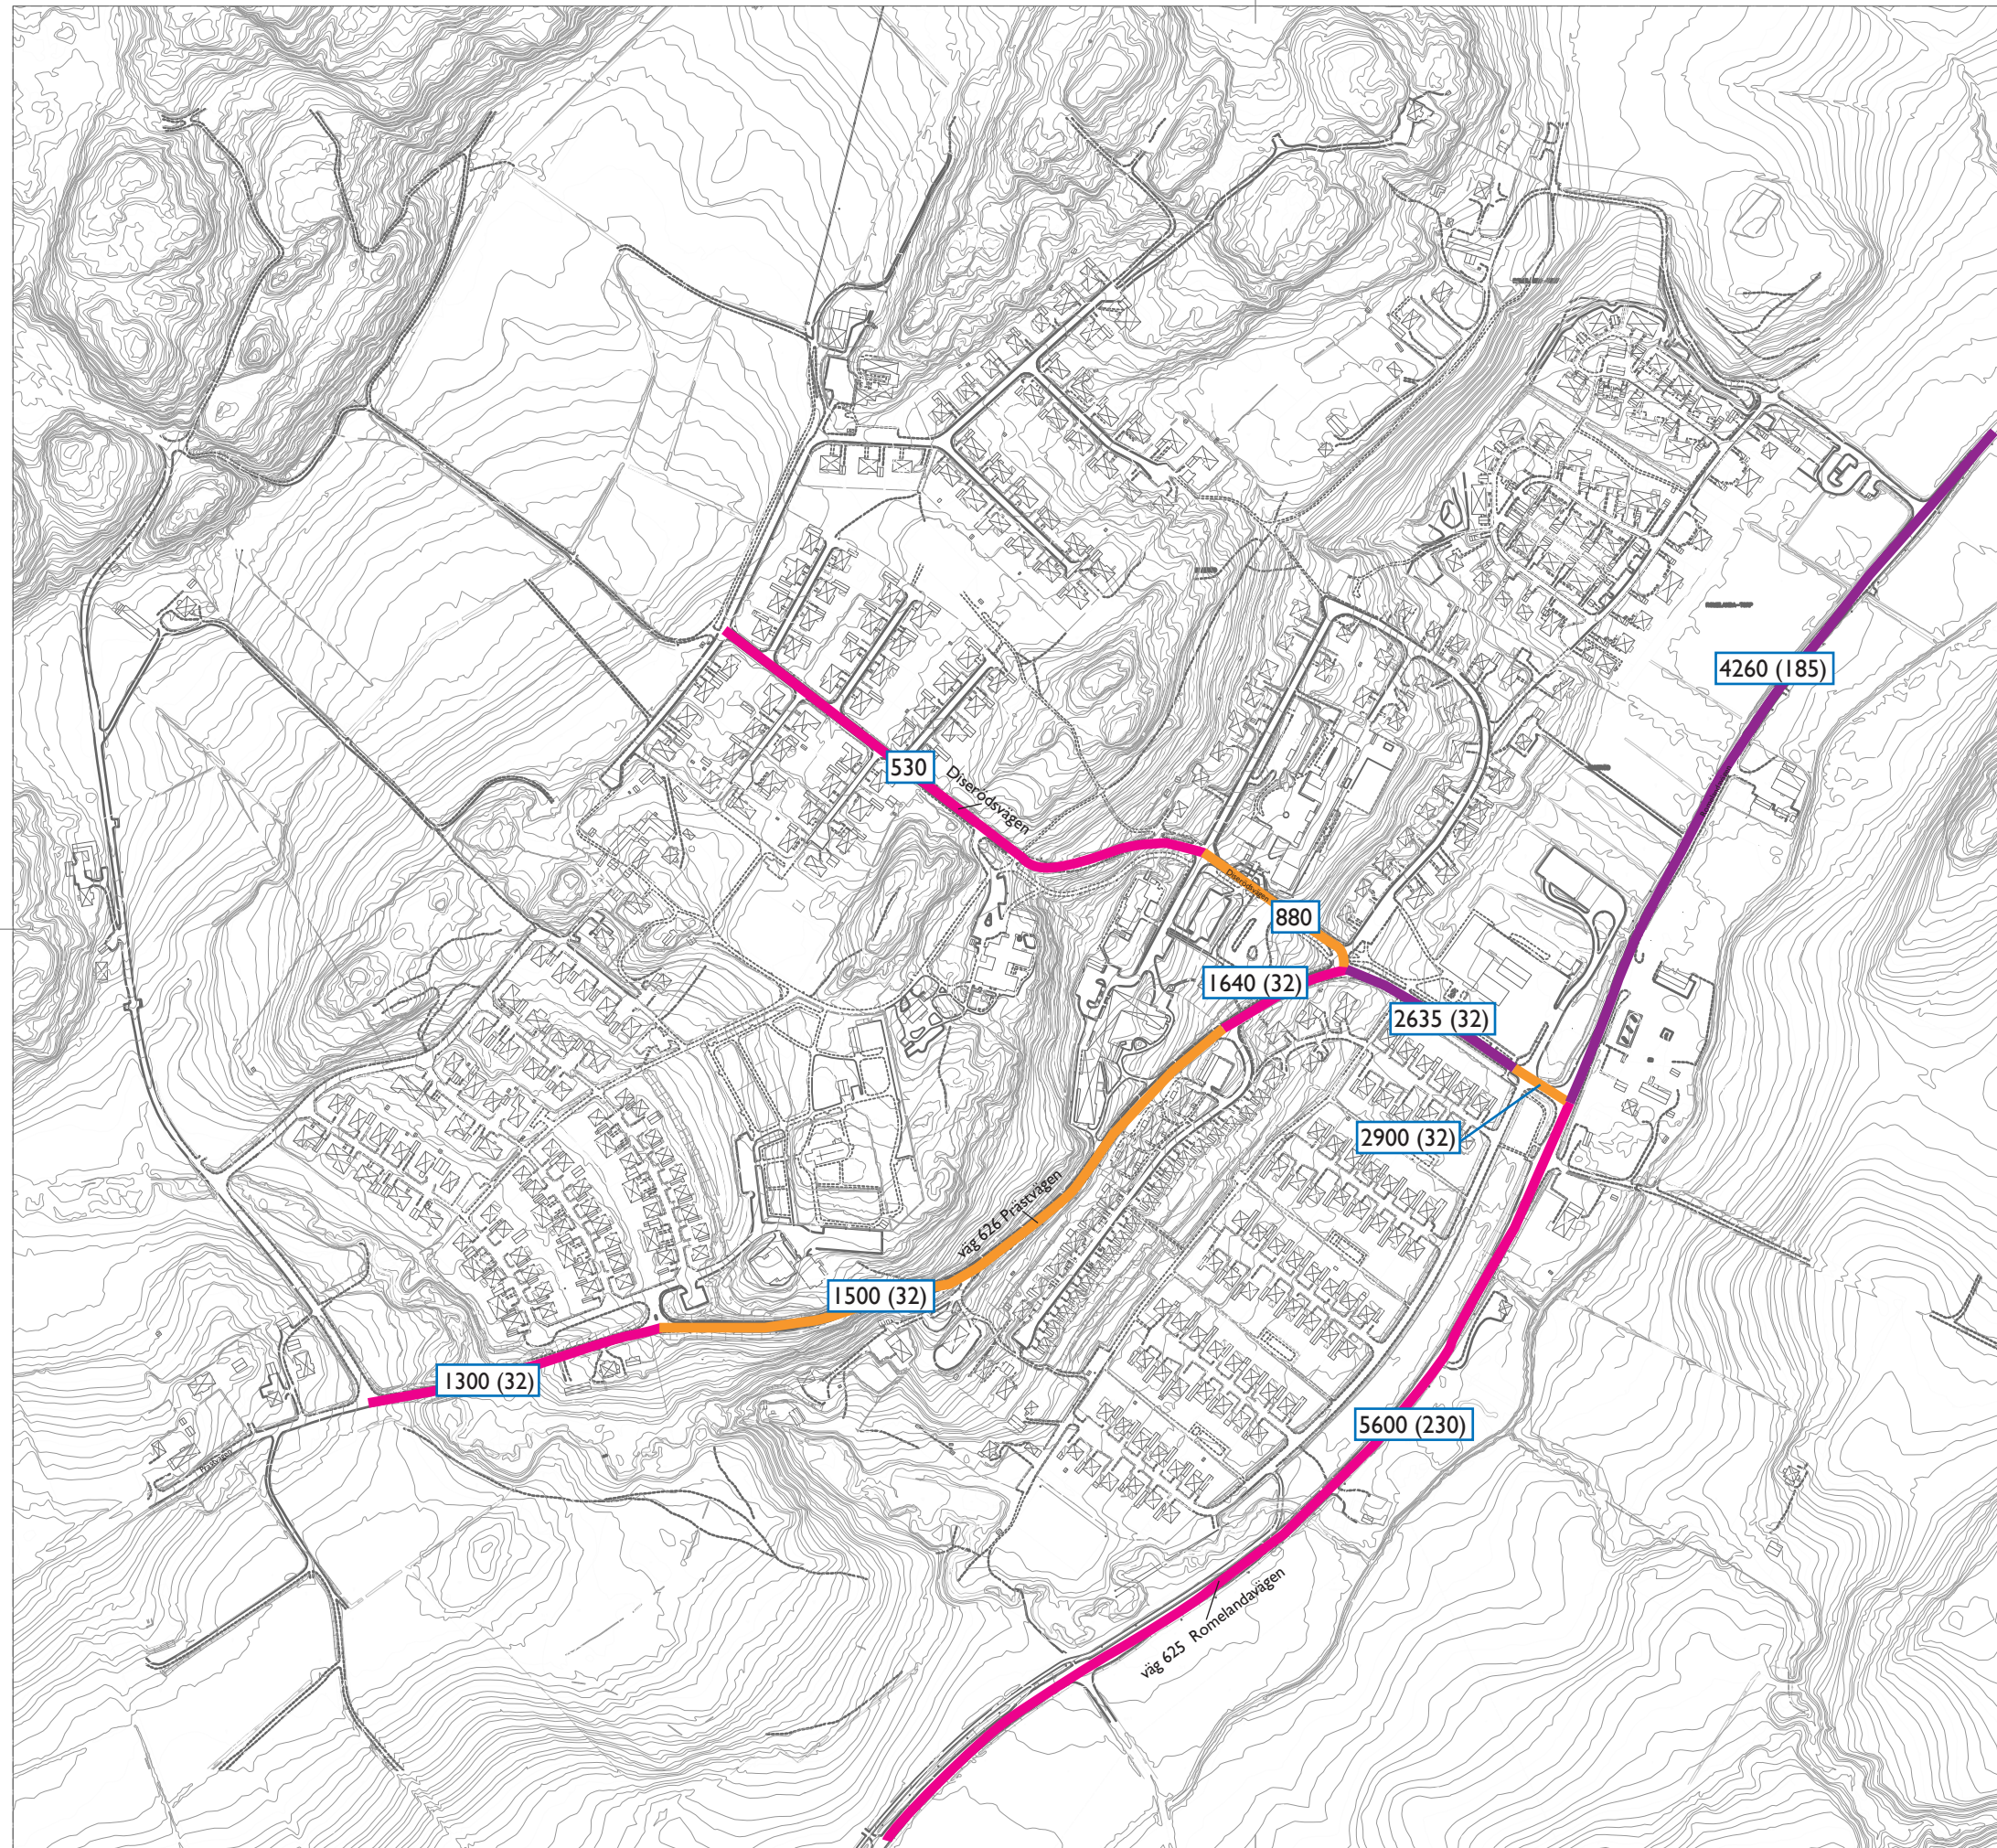 4260 (185)
530
Diserödsvägen
Diserödsvägen
880
1640 (32)
2635 (32)
2900 (32)
väg 626 Prästvägen
1500 (32)
1300 (32)
5600 (230)
väg 625 Romelandavägen